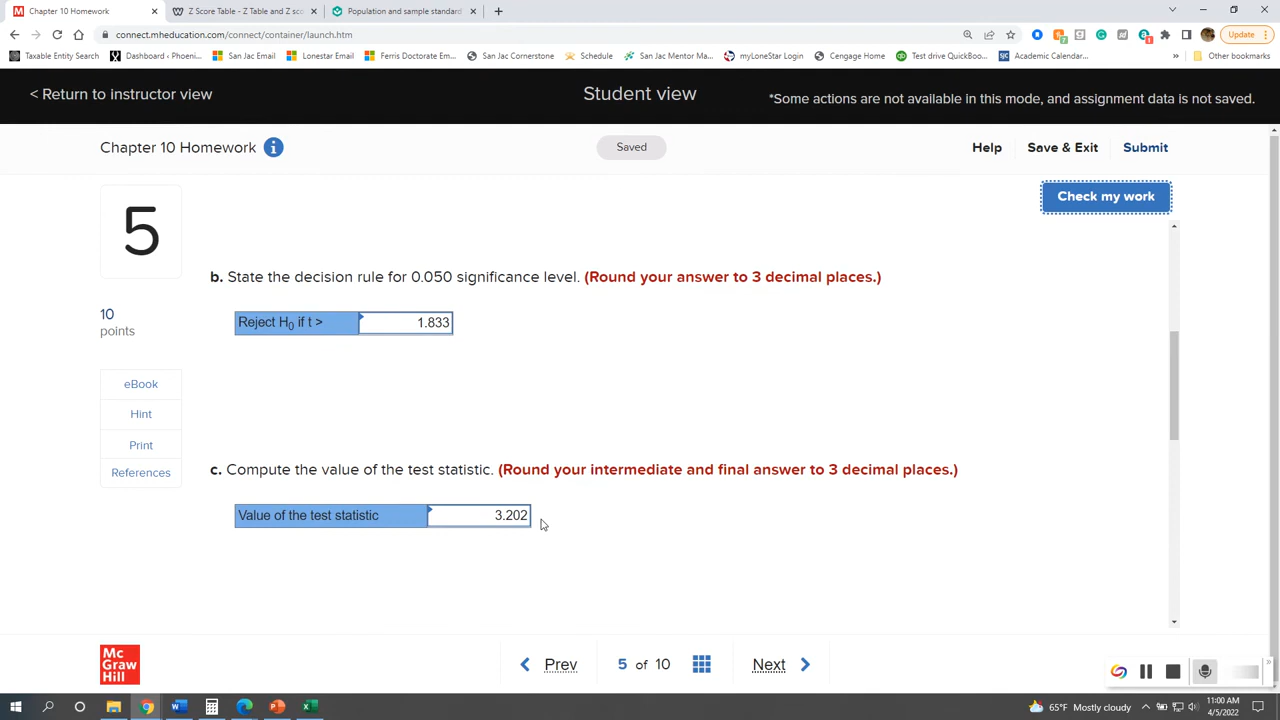 Chapter 10 Homework
Z Score Table - Z Table and Z sco
Population and sample standard
connect.mheducation.com/connect/container/launch.htm
Update
Taxable Entity Search
Dashboard ‹ Phoeni...
San Jac Email
Lonestar Email
Ferris Doctorate Em...
San Jac Cornerstone
Schedule
San Jac Mentor Ma...
myLoneStar Login
Cengage Home
Test drive QuickBoo...
Academic Calendar...
»
Other bookmarks
< Return to instructor view
Student view
*Some actions are not available in this mode, and assignment data is not saved.
Chapter 10 Homework i
Saved
Help
Save & Exit
Submit
Check my work
5
10
points
eBook
Hint
Print
References
b. State the decision rule for 0.050 significance level. (Round your answer to 3 decimal places.)
Reject H0 if t > 1.833
c. Compute the value of the test statistic. (Round your intermediate and final answer to 3 decimal places.)
Value of the test statistic 3.202
Mc
Graw
Hill
Prev
5 of 10
Next
65°F Mostly cloudy
11:00 AM
4/5/2022